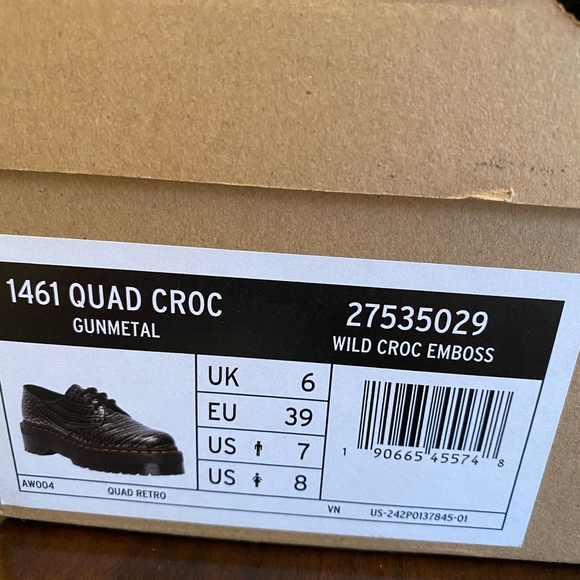 1461 QUAD CROC
GUNMETAL
27535029
WILD CROC EMBOSS
UK 6
EU 39
US 7
US 8
1 90665 45574 8
AW004 QUAD RETRO
VN US-242P0137845-01